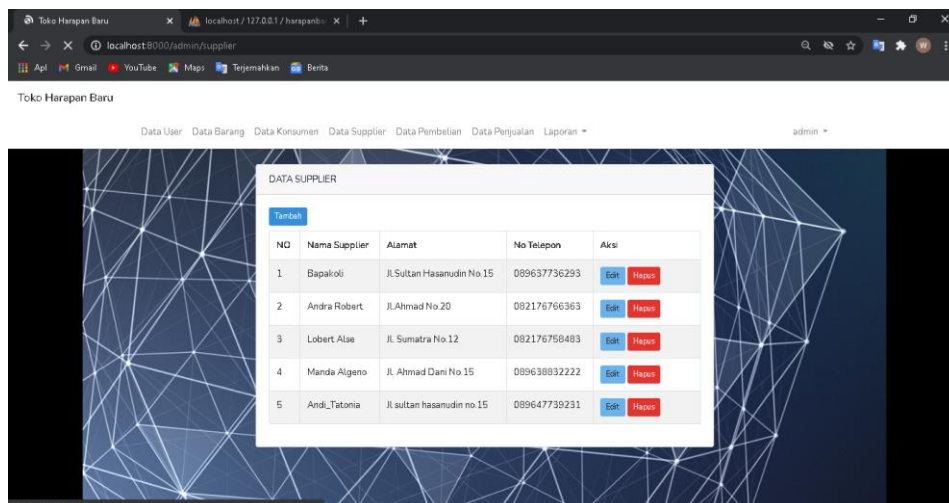 Toko Harapan Baru
localhost / 127.0.0.1 / harapanba
localhost:8000/admin/supplier
Apl Gmail YouTube Maps Terjemahkan Berita
Toko Harapan Baru
Data User Data Barang Data Konsumen Data Supplier Data Pembelian Data Penjualan Laporan admin
DATA SUPPLIER
Tambah
NO Nama Supplier Alamat No Telepon Aksi
1 Bapakoli Jl.Sultan Hasanudin No.15 089637736293 Edit Hapus
2 Andra Robert Jl.Ahmad No.20 082176766363 Edit Hapus
3 Lobert Alse Jl. Sumatra No.12 082176758483 Edit Hapus
4 Manda Algeno Jl. Ahmad Dani No.15 089638832222 Edit Hapus
5 Andi_Tatonia Jl sultan hasanudin no.15 089647739231 Edit Hapus